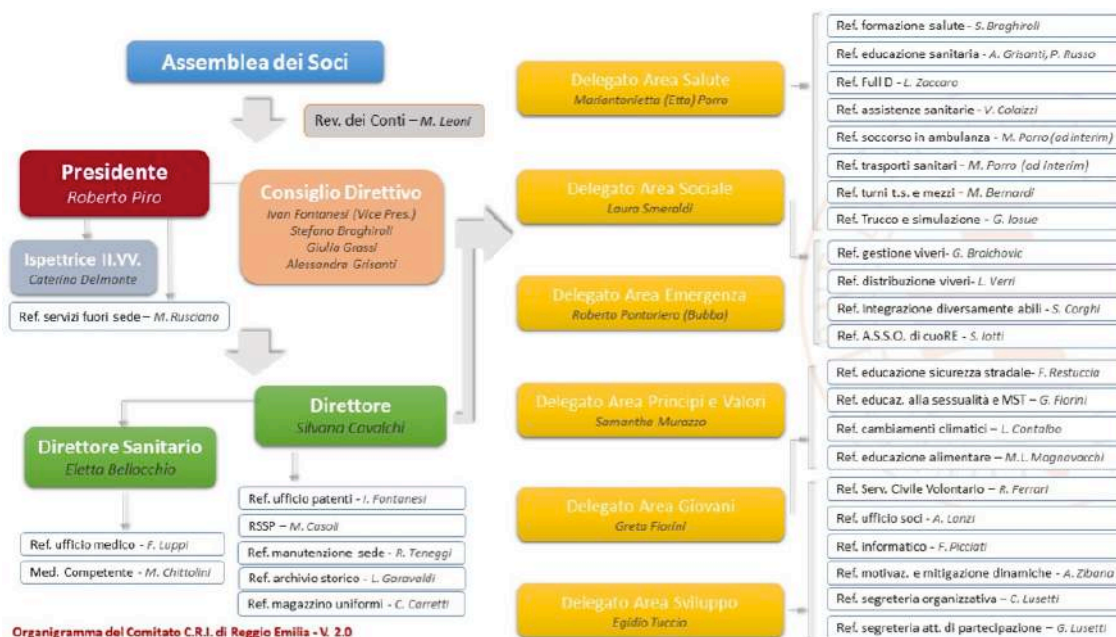 Assemblea dei Soci
Rev. dei Conti – M. Leoni
Presidente
Roberto Piro
Consiglio Direttivo
Ivan Fontanesi (Vice Pres.)
Stefano Braghiroli
Giulia Grassi
Alessandra Grisanti
Ispettrice II.VV.
Caterina Delmonte
Ref. servizi fuori sede – M. Rusciano
Direttore
Silvana Cavalchi
Direttore Sanitario
Eletta Bellocchio
Ref. ufficio medico - F. Luppi
Med. Competente - M. Chittolini
Ref. ufficio patenti - I. Fontanesi
RSSP – M. Casoli
Ref. manutenzione sede - R. Teneggi
Ref. archivio storico - L. Garavaldi
Ref. magazzino uniformi - C. Carretti
Organigramma del Comitato C.R.I. di Reggio Emilia - V. 2.0
Delegato Area Salute
Mariantonietta (Etta) Porro
Delegato Area Sociale
Laura Smeraldi
Delegato Area Emergenza
Roberto Pontoriero (Bubba)
Delegato Area Principi e Valori
Samantha Murazzo
Delegato Area Giovani
Greta Fiorini
Delegato Area Sviluppo
Egidio Tuccio
Ref. formazione salute - S. Braghiroli
Ref. educazione sanitaria - A. Grisanti, P. Russo
Ref. Full D - L. Zaccaro
Ref. assistenze sanitarie - V. Colaizzi
Ref. soccorso in ambulanza - M. Porro (ad interim)
Ref. trasporti sanitari - M. Porro (ad interim)
Ref. turni t.s. e mezzi - M. Bernardi
Ref. Trucco e simulazione - G. Iosue
Ref. gestione viveri- G. Braichovic
Ref. distribuzione viveri- L. Verri
Ref. Integrazione diversamente abili - S. Corghi
Ref. A.S.S.O. di cuoRE - S. Iotti
Ref. educazione sicurezza stradale- F. Restuccia
Ref. educaz. alla sessualità e MST – G. Fiorini
Ref. cambiamenti climatici – L. Contalbo
Ref. educazione alimentare – M.L. Magnavacchi
Ref. Serv. Civile Volontario – R. Ferrari
Ref. ufficio soci - A. Lanzi
Ref. informatico - F. Picciati
Ref. motivaz. e mitigazione dinamiche - A. Zibana
Ref. segreteria organizzativa – C. Lusetti
Ref. segreteria att. di partecipazione – G. Lusetti